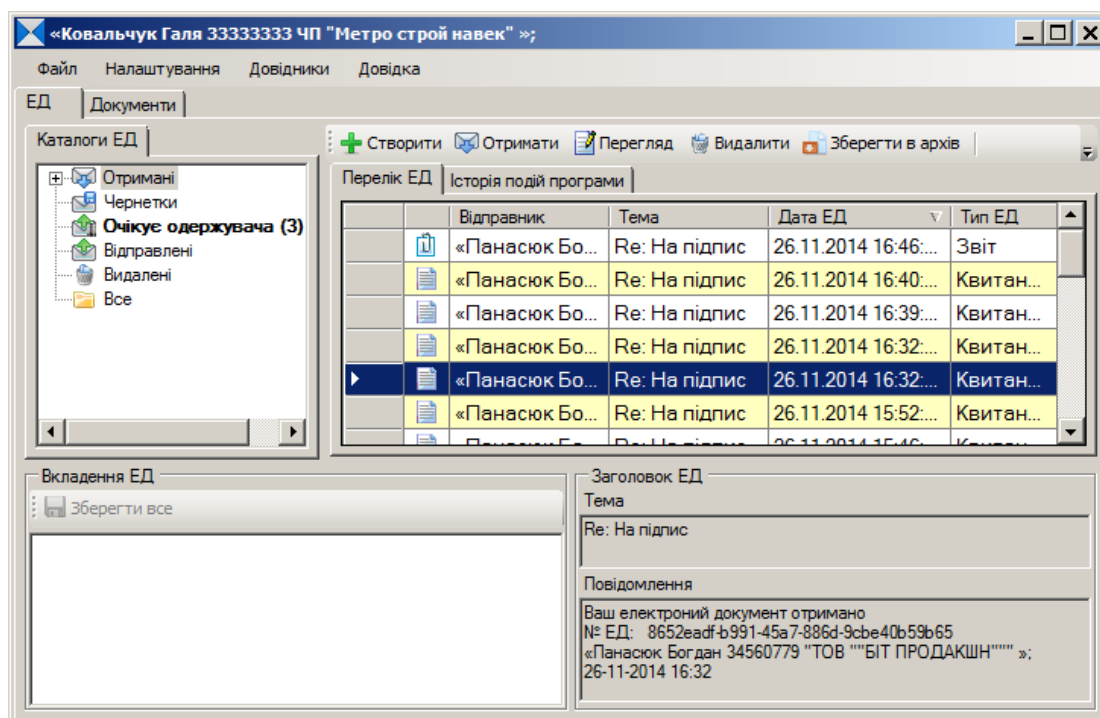 «Ковальчук Галя 33333333 ЧП "Метро строй навек" »;
Файл Налаштування Довідники Довідка
ЕД Документи
Каталоги ЕД
Отримані
Чернетки
Очікує одержувача (3)
Відправлені
Видалені
Все
Створити Отримати Перегляд Видалити Зберегти в архів
Перелік ЕД Історія подій програми
Відправник Тема Дата ЕД Тип ЕД
«Панасюк Бо... Re: На підпис 26.11.2014 16:46:... Звіт
«Панасюк Бо... Re: На підпис 26.11.2014 16:40:... Квитан...
«Панасюк Бо... Re: На підпис 26.11.2014 16:39:... Квитан...
«Панасюк Бо... Re: На підпис 26.11.2014 16:32:... Квитан...
«Панасюк Бо... Re: На підпис 26.11.2014 16:32:... Квитан...
«Панасюк Бо... Re: На підпис 26.11.2014 15:52:... Квитан...
Вкладення ЕД
Зберегти все
Заголовок ЕД
Тема
Re: На підпис
Повідомлення
Ваш електроний документ отримано
№ ЕД: 8652eadf-b991-45a7-886d-9cbe40b59b65
«Панасюк Богдан 34560779 "ТОВ ""БІТ ПРОДАКШН""" »;
26-11-2014 16:32